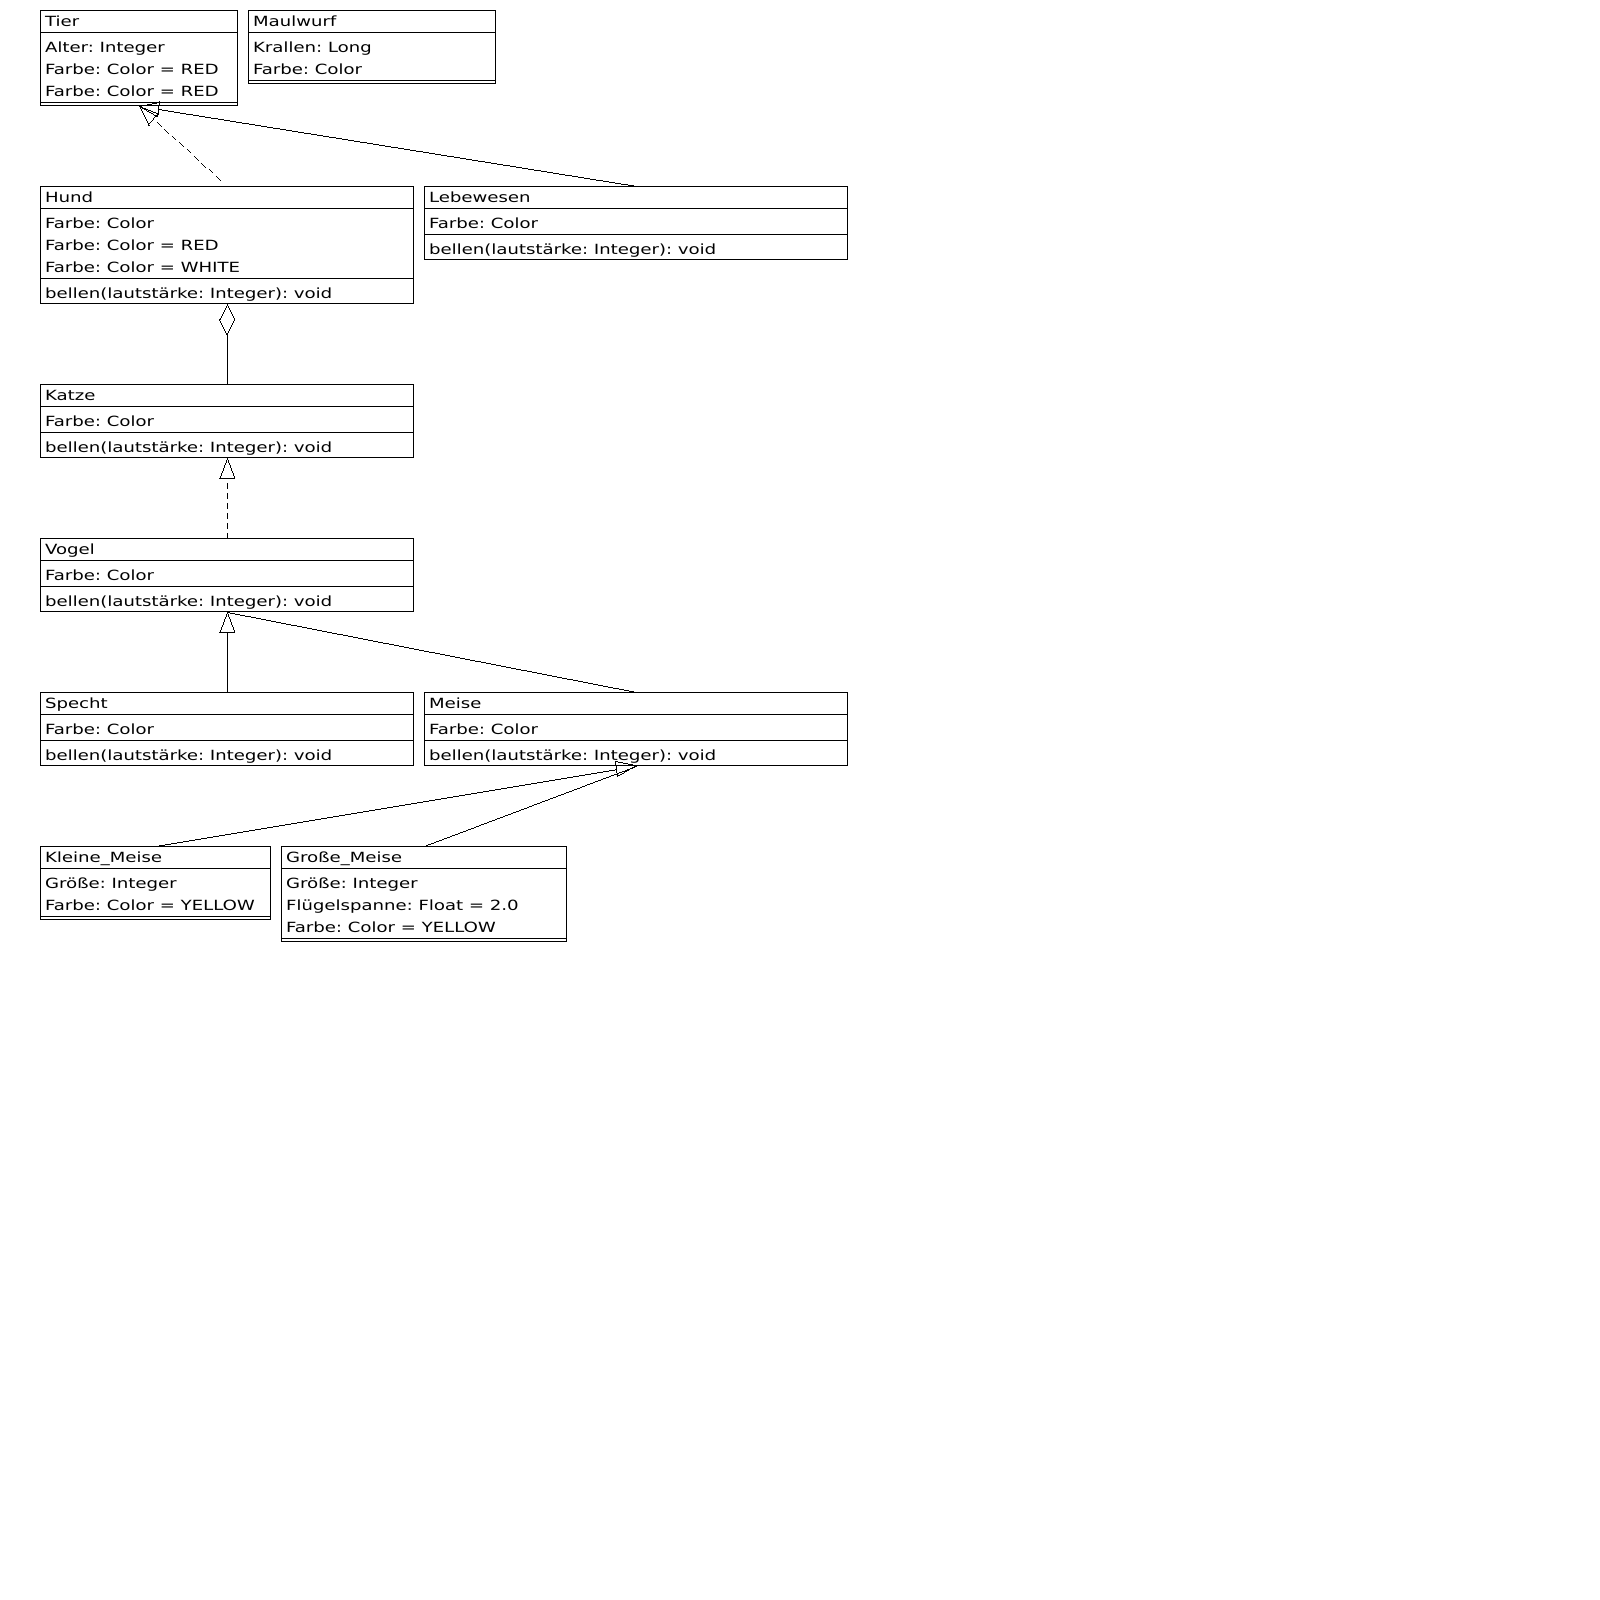 Tier
Alter: Integer
Farbe: Color = RED
Farbe: Color = RED
Maulwurf
Krallen: Long
Farbe: Color
Hund
Farbe: Color
Farbe: Color = RED
Farbe: Color = WHITE
bellen(lautstärke: Integer): void
Lebewesen
Farbe: Color
bellen(lautstärke: Integer): void
Katze
Farbe: Color
bellen(lautstärke: Integer): void
Vogel
Farbe: Color
bellen(lautstärke: Integer): void
Specht
Farbe: Color
bellen(lautstärke: Integer): void
Meise
Farbe: Color
bellen(lautstärke: Integer): void
Kleine_Meise
Größe: Integer
Farbe: Color = YELLOW
Große_Meise
Größe: Integer
Flügelspanne: Float = 2.0
Farbe: Color = YELLOW